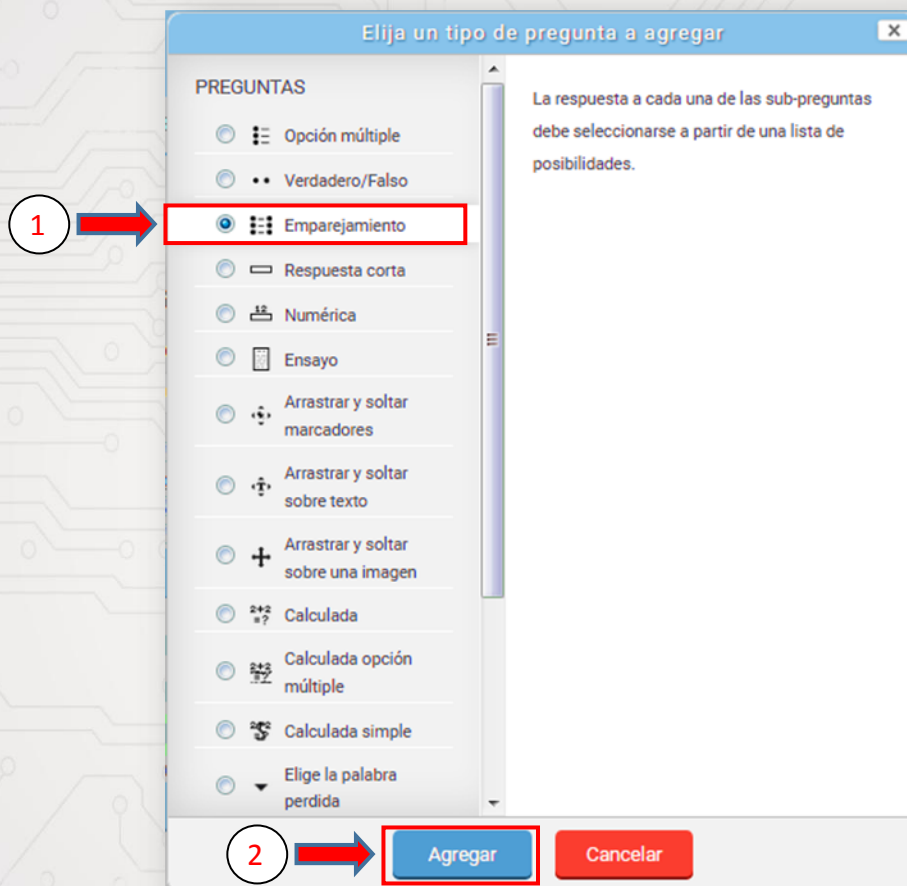 Elija un tipo de pregunta a agregar
PREGUNTAS
Opción múltiple
Verdadero/Falso
1
Emparejamiento
Respuesta corta
12
Numérica
Ensayo
Arrastrar y soltar
marcadores
Arrastrar y soltar
sobre texto
Arrastrar y soltar
sobre una imagen
2+2
=?
Calculada
Calculada opción
múltiple
Calculada simple
Elige la palabra
perdida
La respuesta a cada una de las sub-preguntas
debe seleccionarse a partir de una lista de
posibilidades.
2
Agregar
Cancelar